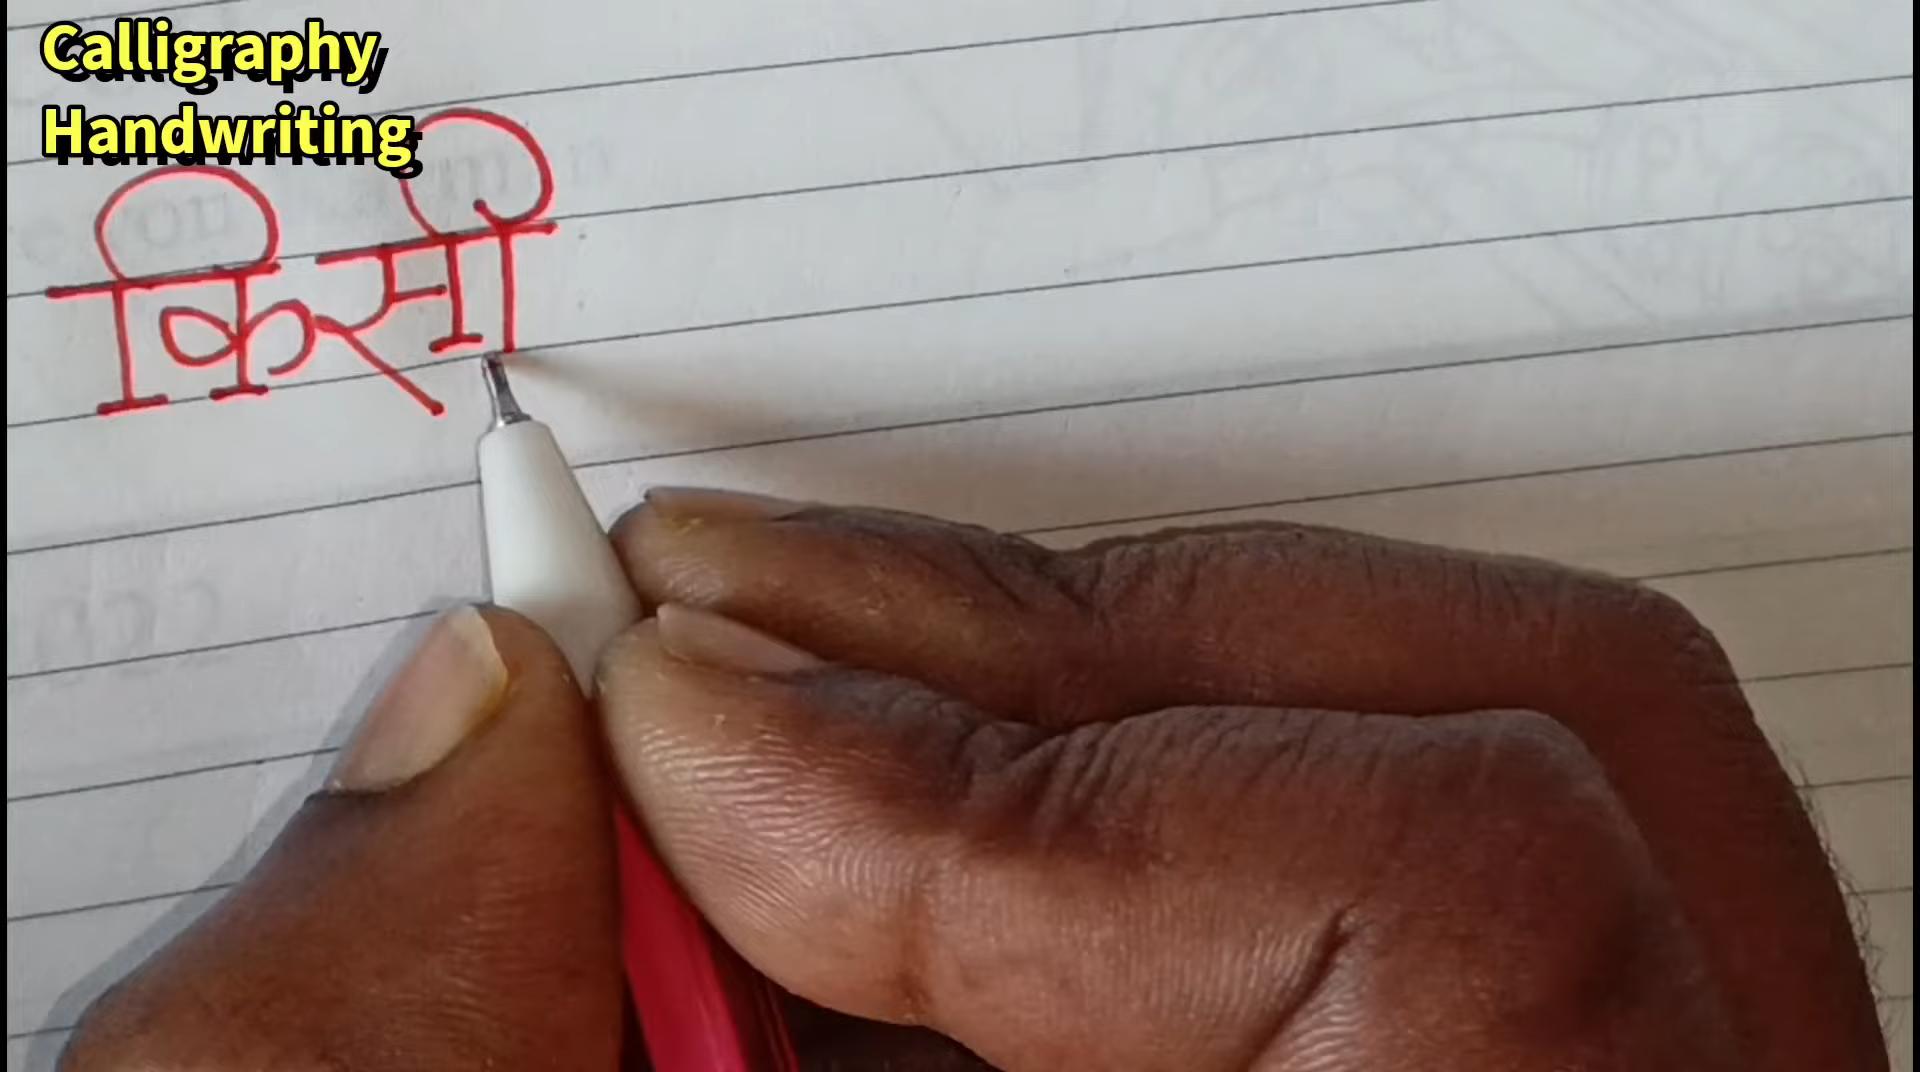 Calligraphy
Handwriting
किसी